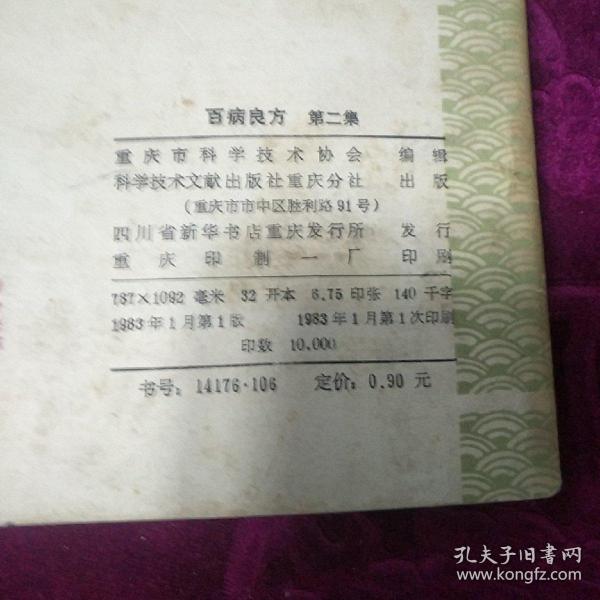 百病良方 第二集
重庆市科学技术协会 编辑
科学技术文献出版社重庆分社 出版
(重庆市市中区胜利路91号)
四川省新华书店重庆发行所 发行
重庆印制一厂 印刷
787×1092 毫米 32 开本 6.75 印张 140 千字
1983年1月第1版 1983年1月第1次印刷
印数 10,000
书号：14176·106 定价：0.90 元
孔夫子旧書网
www.kongfz.com